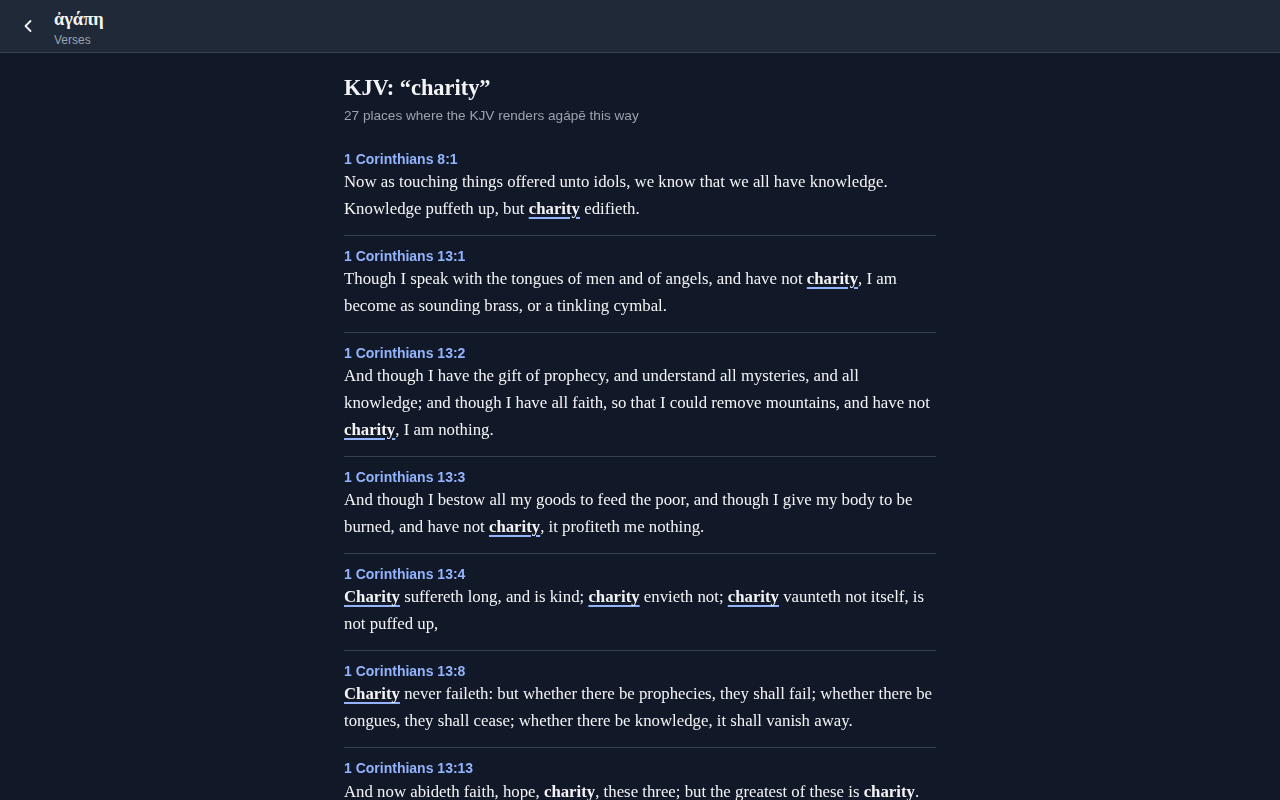 ἀγάπη
Verses
KJV: “charity”
27 places where the KJV renders agápē this way
1 Corinthians 8:1
Now as touching things offered unto idols, we know that we all have knowledge.
Knowledge puffeth up, but charity edifieth.
1 Corinthians 13:1
Though I speak with the tongues of men and of angels, and have not charity, I am
become as sounding brass, or a tinkling cymbal.
1 Corinthians 13:2
And though I have the gift of prophecy, and understand all mysteries, and all
knowledge; and though I have all faith, so that I could remove mountains, and have not
charity, I am nothing.
1 Corinthians 13:3
And though I bestow all my goods to feed the poor, and though I give my body to be
burned, and have not charity, it profiteth me nothing.
1 Corinthians 13:4
Charity suffereth long, and is kind; charity envieth not; charity vaunteth not itself, is
not puffed up,
1 Corinthians 13:8
Charity never faileth: but whether there be prophecies, they shall fail; whether there be
tongues, they shall cease; whether there be knowledge, it shall vanish away.
1 Corinthians 13:13
And now abideth faith, hope, charity, these three; but the greatest of these is charity.